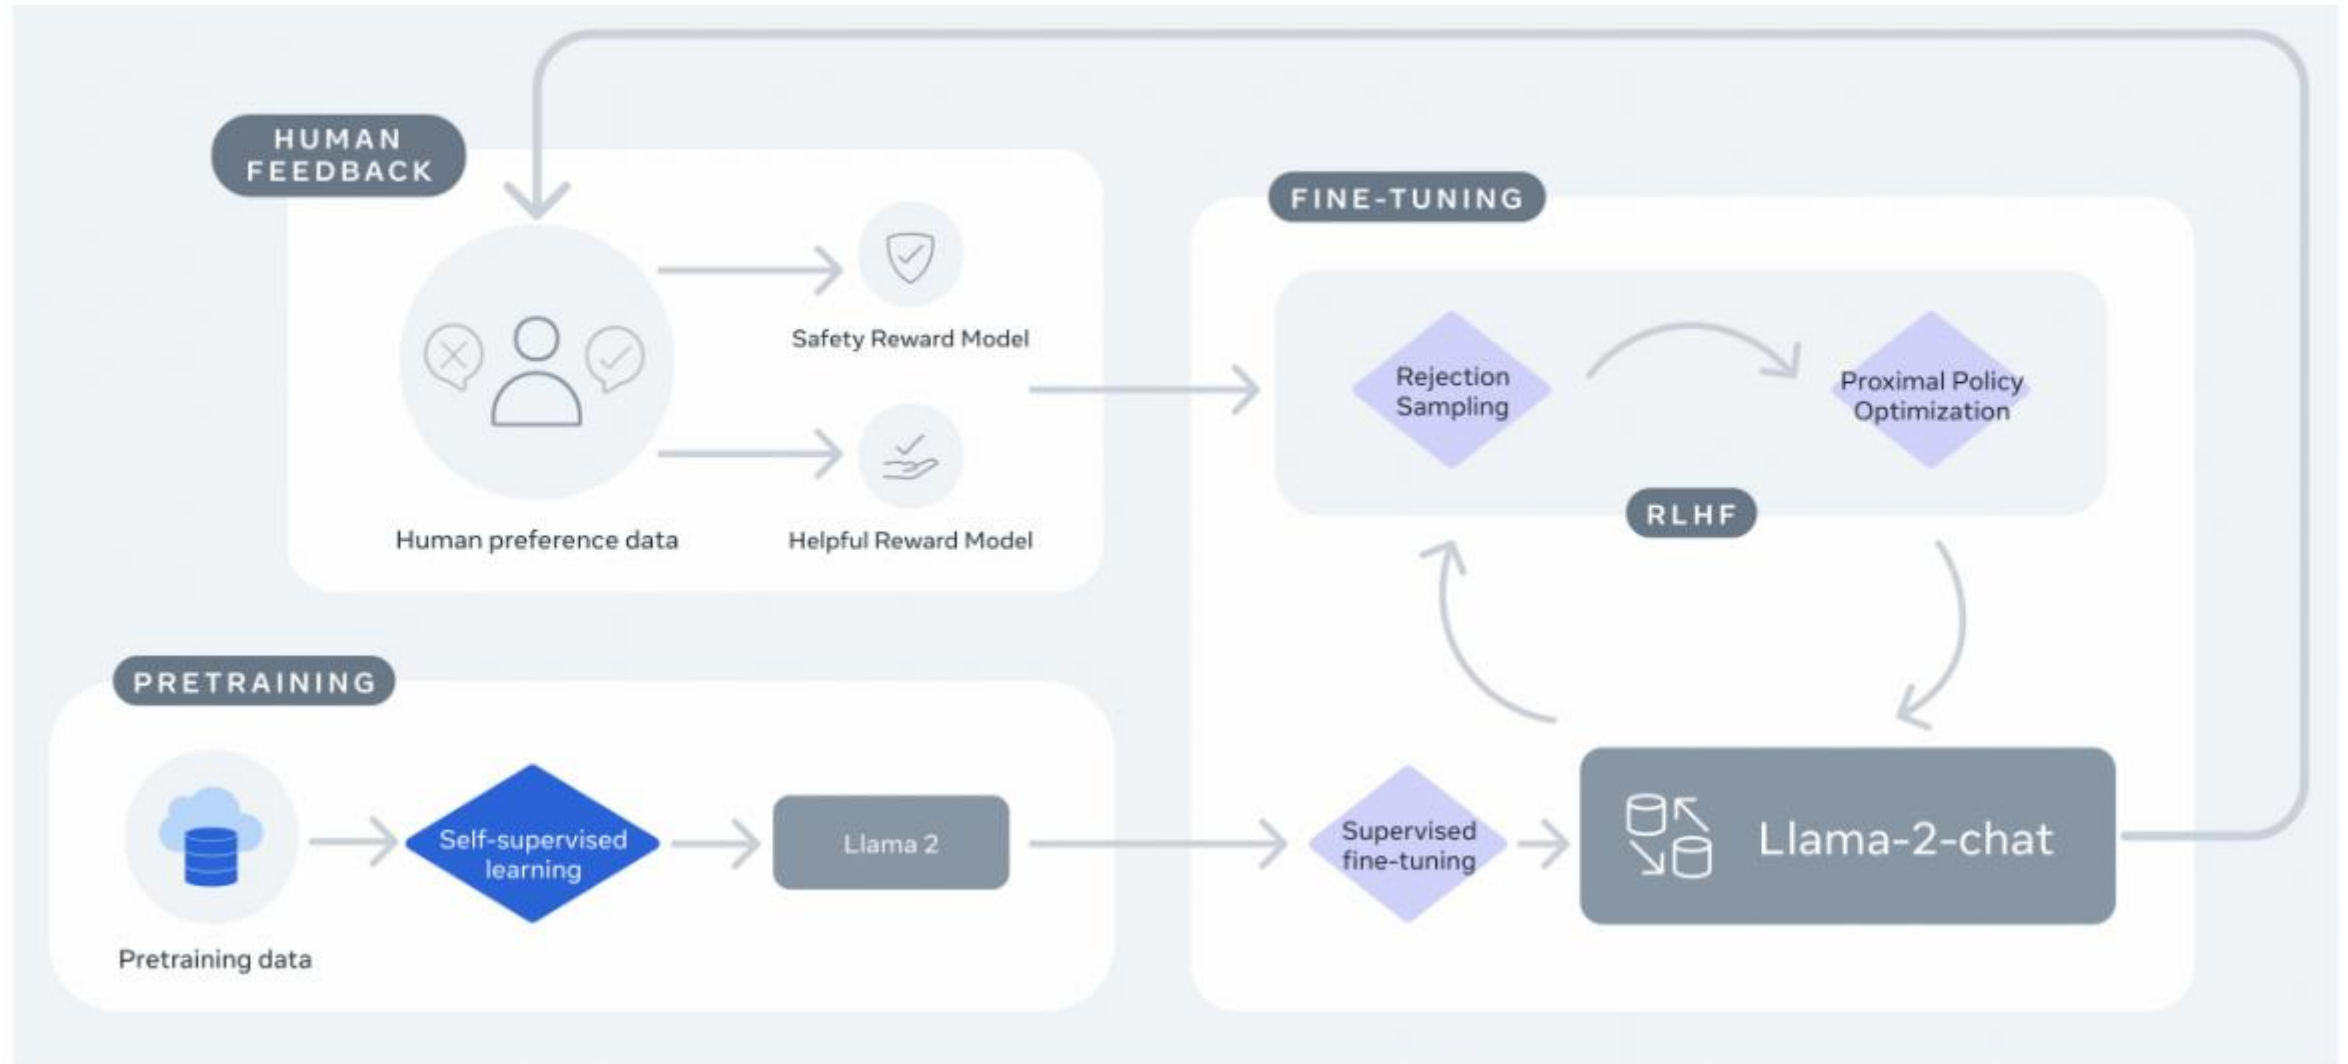 HUMAN
FEEDBACK
Safety Reward Model
Human preference data
Helpful Reward Model
FINE-TUNING
Rejection
Sampling
Proximal Policy
Optimization
RLHF
PRETRAINING
Pretraining data
Self-supervised
learning
Llama 2
Supervised
fine-tuning
Llama-2-chat